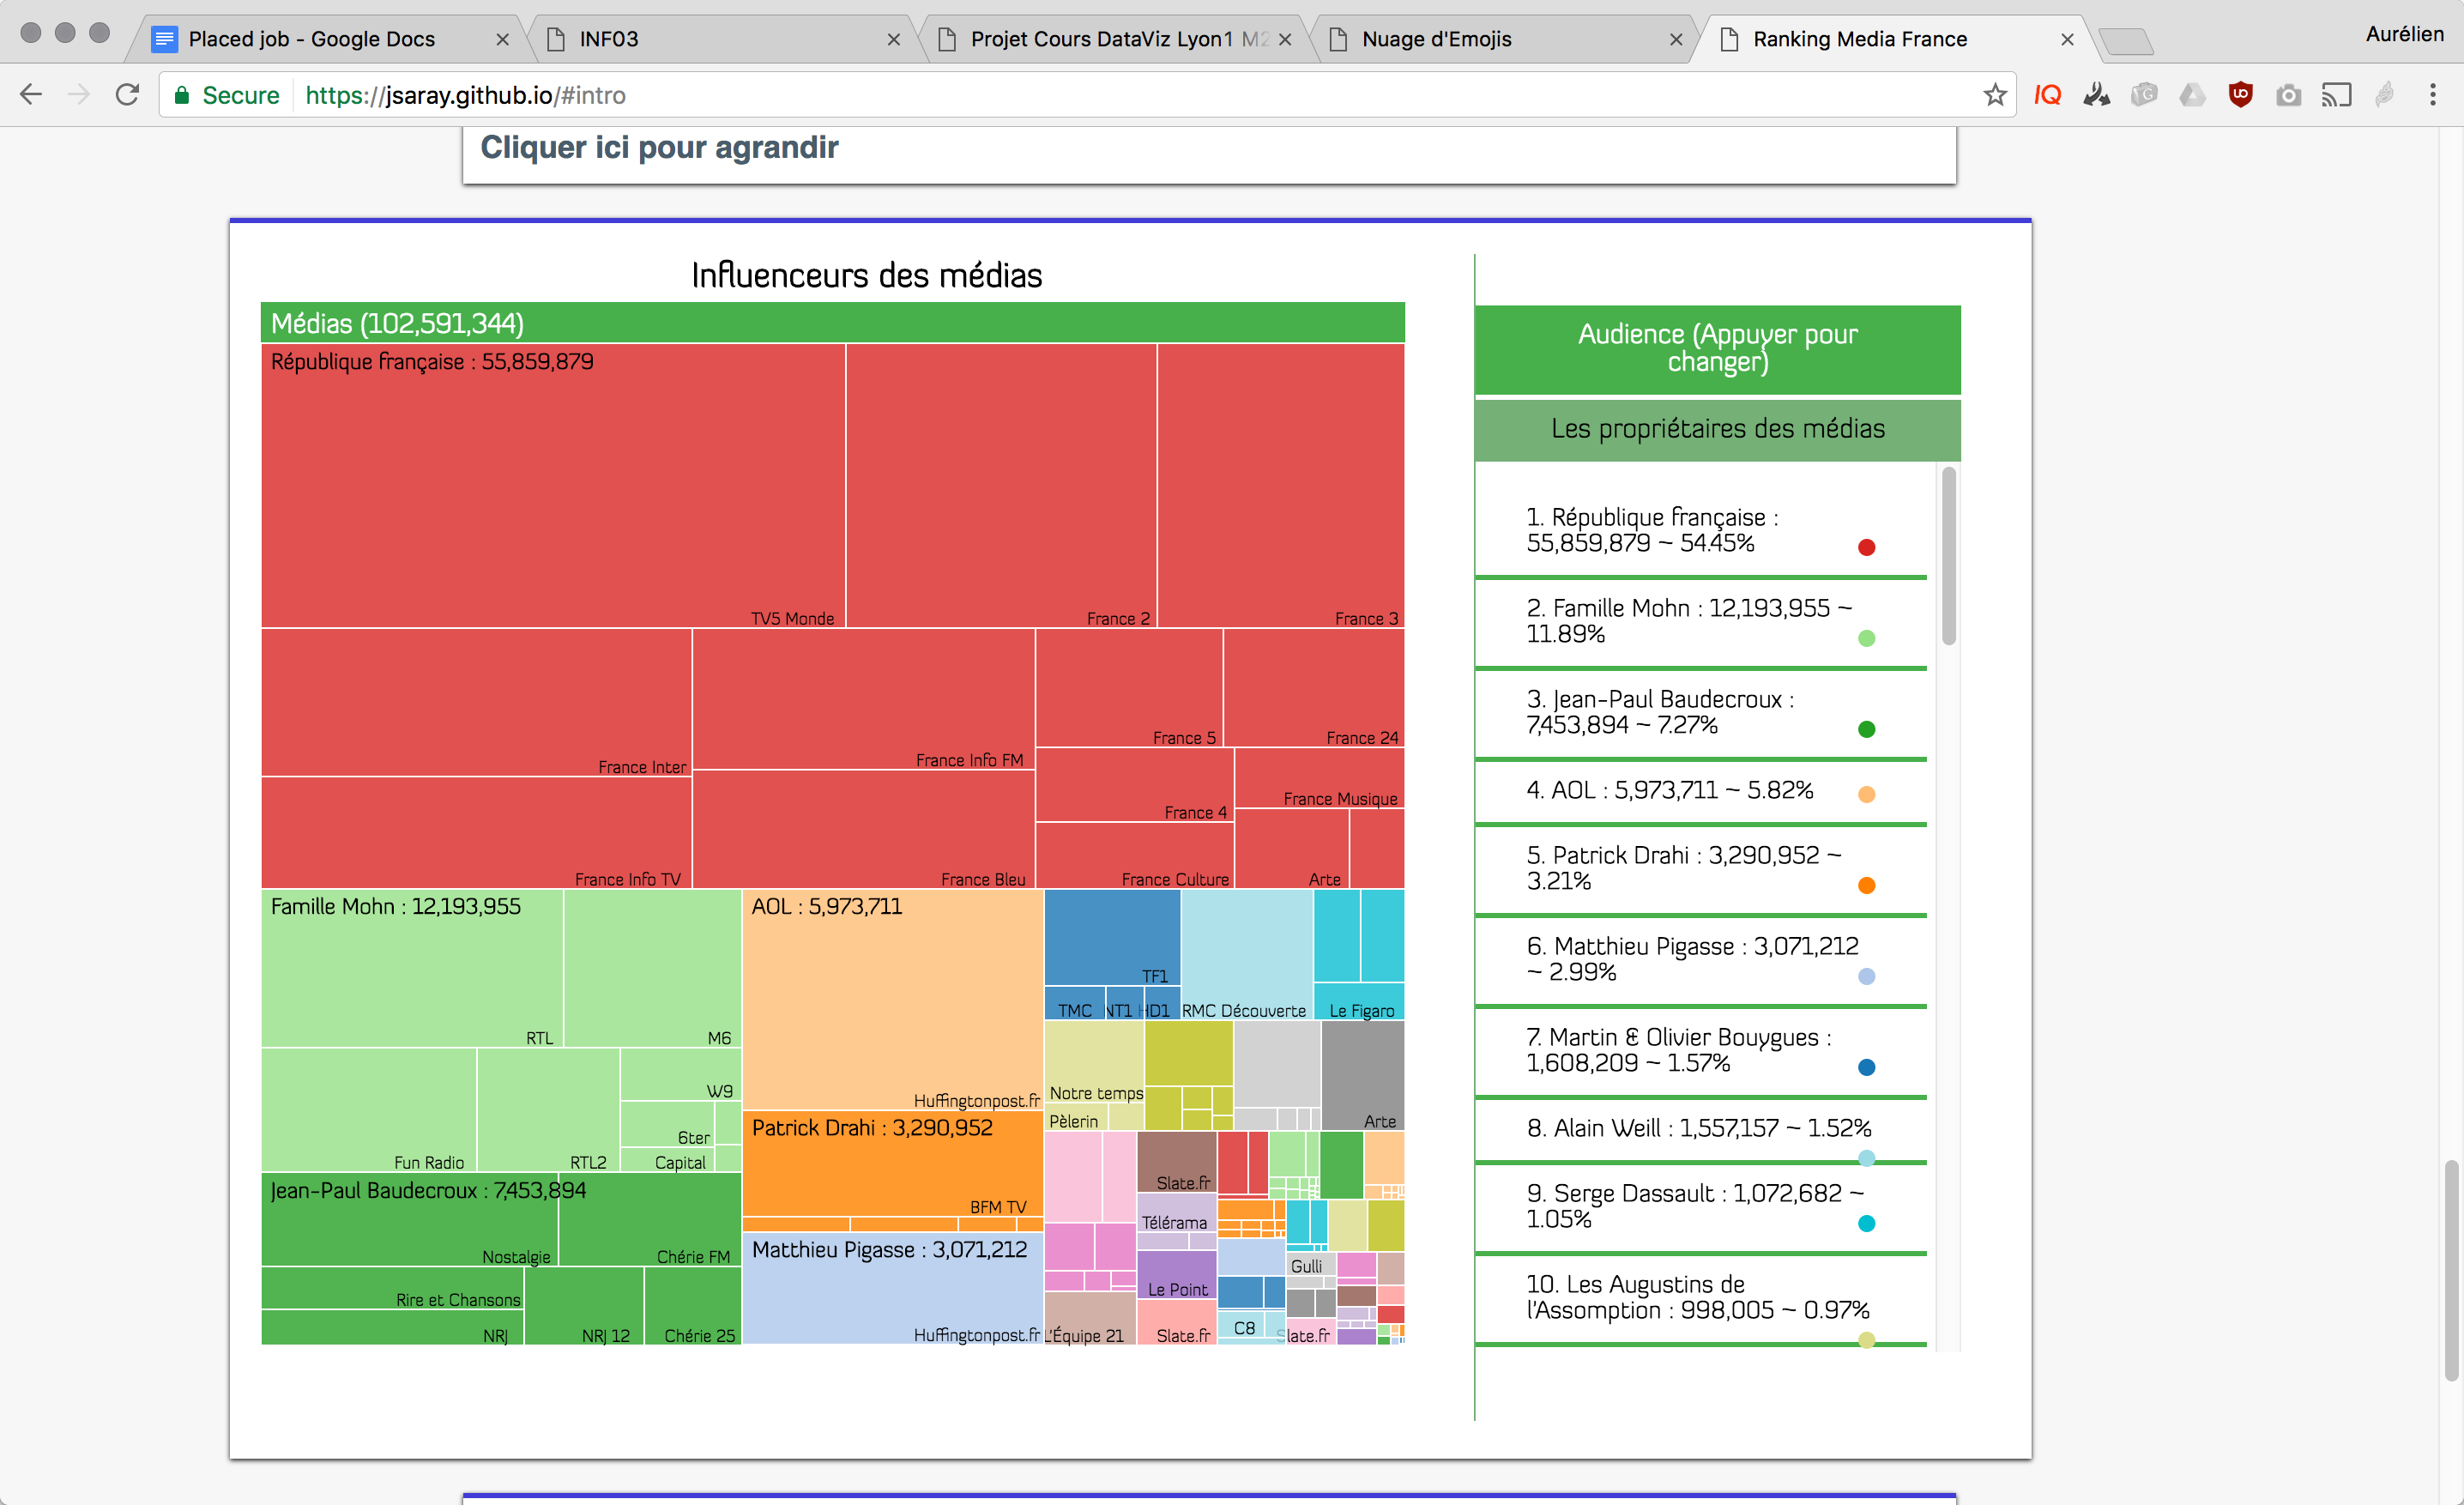 Placed job - Google Docs
INF03
Projet Cours DataViz Lyon1 M2
Nuage d'Emojis
Ranking Media France
Aurélien
Secure
https://jsaray.github.io/#intro
IQ
Cliquer ici pour agrandir
Influenceurs des médias
Médias (102,591,344)
République française : 55,859,879
TV5 Monde
France 2
France 3
France Inter
France Info FM
France 5
France 24
France 4
France Musique
France Info TV
France Bleu
France Culture
Arte
Famille Mohn : 12,193,955
RTL
M6
Fun Radio
RTL2
W9
6ter
Capital
Jean-Paul Baudecroux : 7,453,894
Nostalgie
Chérie FM
Rire et Chansons
NRJ
NRJ 12
Chérie 25
AOL : 5,973,711
Huffingtonpost.fr
Patrick Drahi : 3,290,952
BFM TV
Matthieu Pigasse : 3,071,212
Huffingtonpost.fr
TF1
TMC
NT1
HD1
RMC Découverte
Le Figaro
Notre temps
Pèlerin
Arte
Slate.fr
Télérama
Le Point
L'Équipe 21
Slate.fr
C8
Gulli
Slate.fr
Audience (Appuyer pour
changer)
Les propriétaires des médias
1. République française :
55,859,879 ~ 54.45%
2. Famille Mohn : 12,193,955 ~
11.89%
3. Jean-Paul Baudecroux :
7,453,894 ~ 7.27%
4. AOL : 5,973,711 ~ 5.82%
5. Patrick Drahi : 3,290,952 ~
3.21%
6. Matthieu Pigasse : 3,071,212
~ 2.99%
7. Martin & Olivier Bouygues :
1,608,209 ~ 1.57%
8. Alain Weill : 1,557,157 ~ 1.52%
9. Serge Dassault : 1,072,682 ~
1.05%
10. Les Augustins de
l'Assomption : 998,005 ~ 0.97%